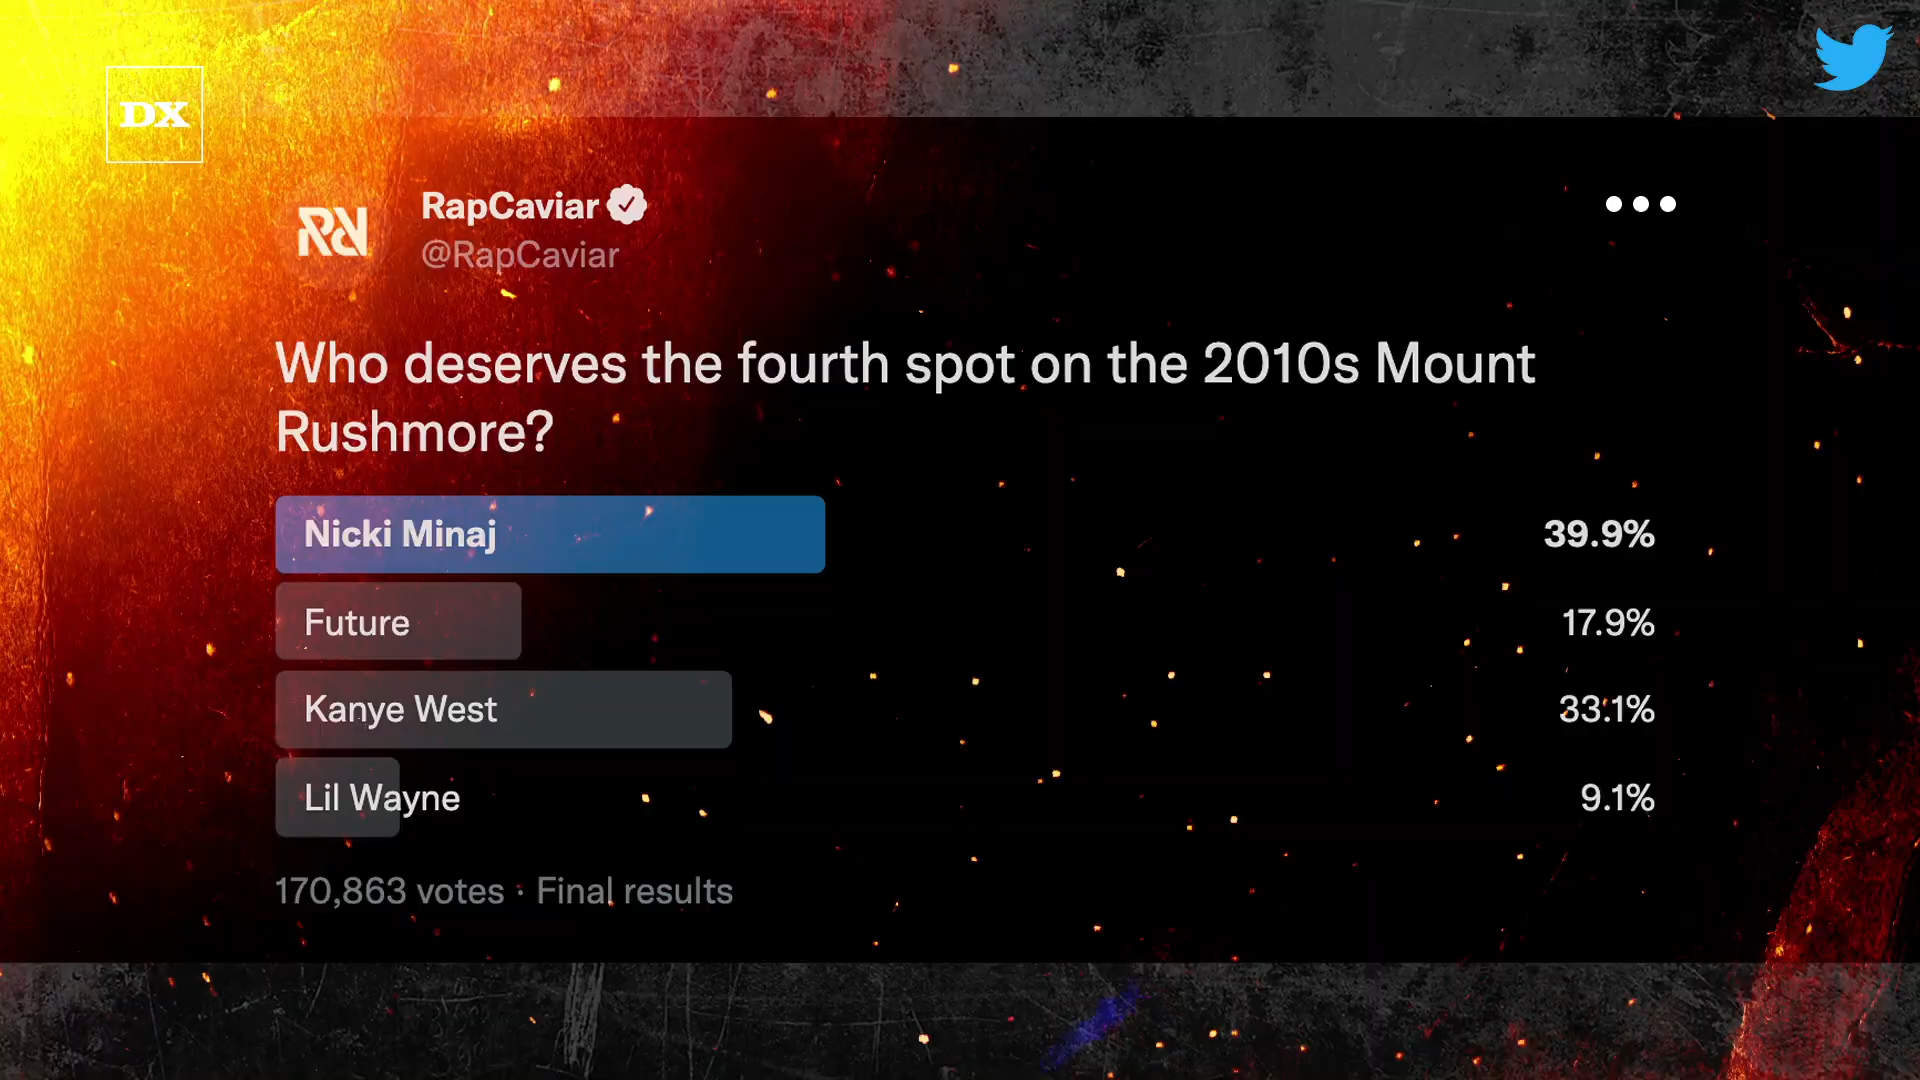 DX
RapCaviar
@RapCaviar
Who deserves the fourth spot on the 2010s Mount
Rushmore?
Nicki Minaj 39.9%
Future 17.9%
Kanye West 33.1%
Lil Wayne 9.1%
170,863 votes · Final results